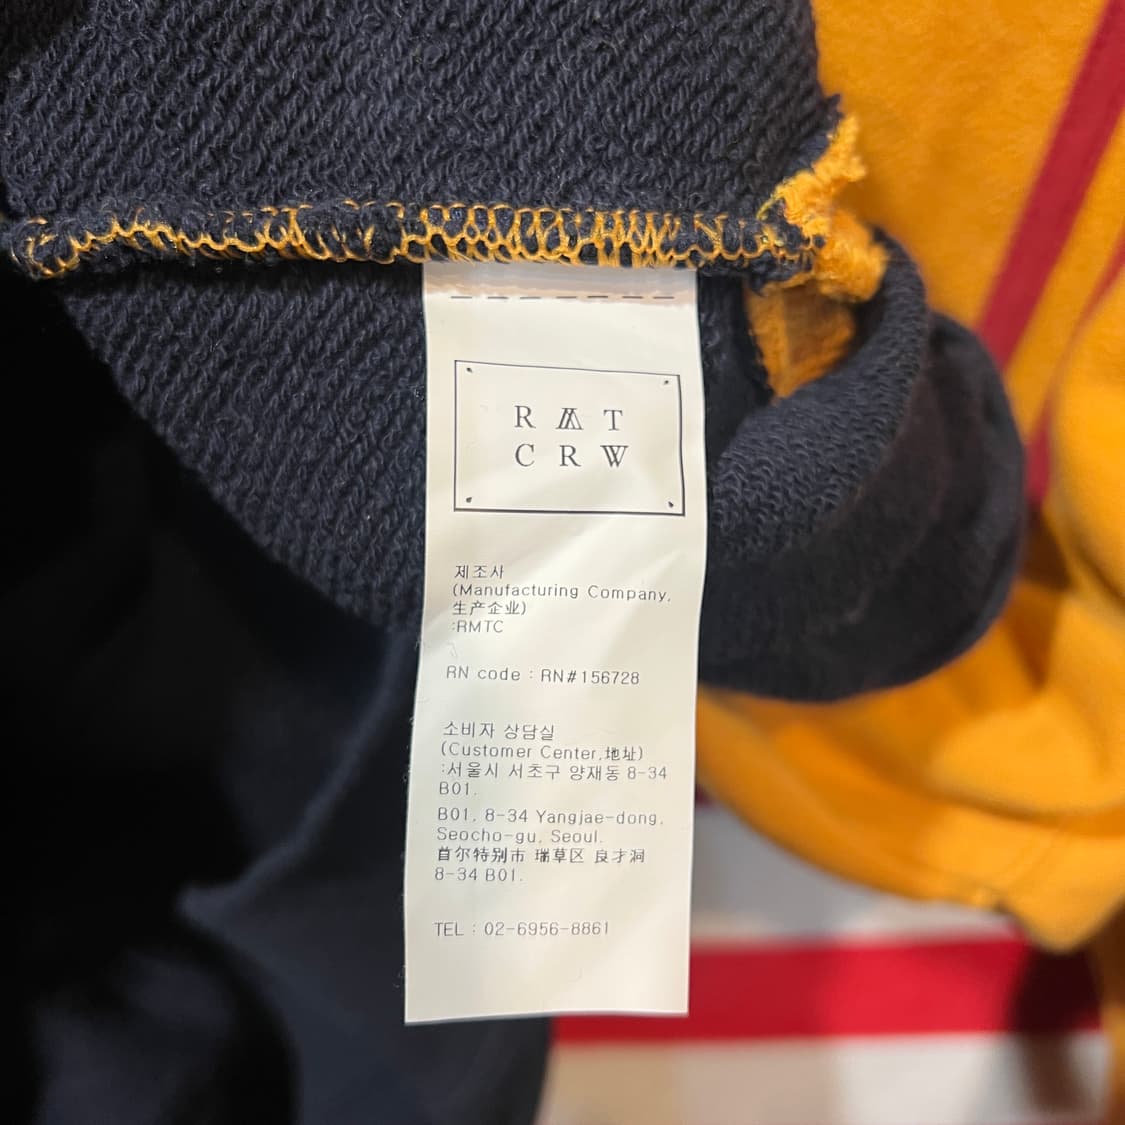 R M T
C R W
제조사
(Manufacturing Company,
生产企业)
:RMTC
RN code : RN#156728
소비자 상담실
(Customer Center,地址)
:서울시 서초구 양재동 8-34
B01.
B01, 8-34 Yangjae-dong,
Seocho-gu, Seoul.
首尔特别市 瑞草区 良才洞
8-34 B01.
TEL : 02-6956-8861